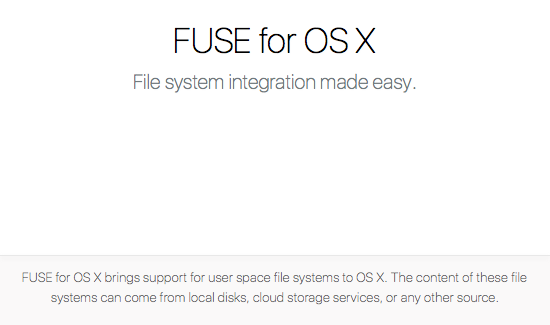 FUSE for OS X
File system integration made easy.
FUSE for OS X brings support for user space file systems to OS X. The content of these file
systems can come from local disks, cloud storage services, or any other source.